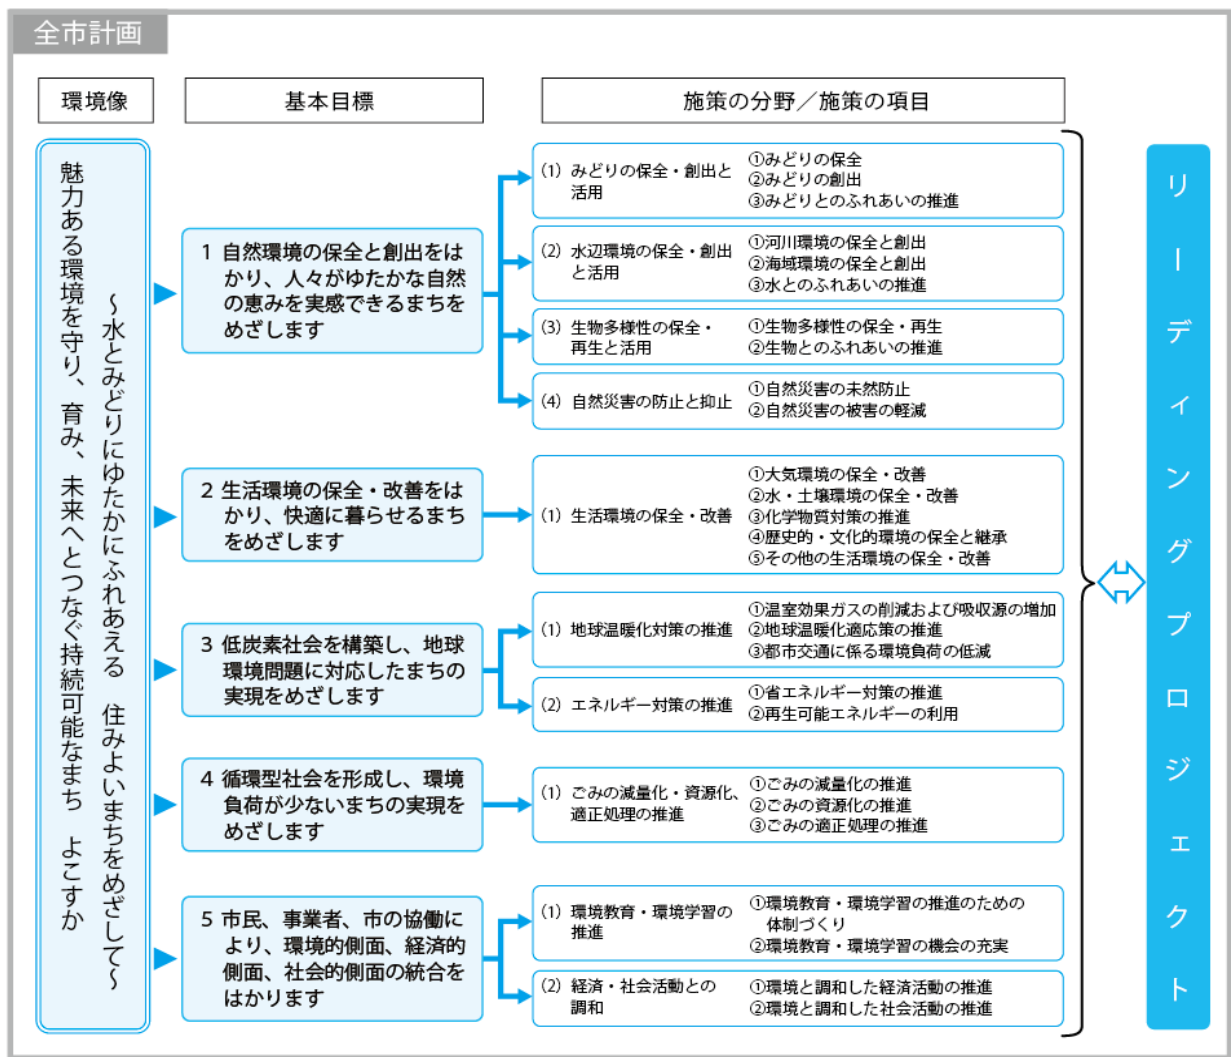 全市計画
環境像
基本目標
施策の分野／施策の項目
魅力ある環境を守り、育み、未来へとつなぐ持続可能なまち　よこすか
～水とみどりにゆたかにふれあえる　住みよいまちをめざして～
1 自然環境の保全と創出をは
かり、人々がゆたかな自然
の恵みを実感できるまちを
めざします
(1) みどりの保全・創出と
活用
①みどりの保全
②みどりの創出
③みどりとのふれあいの推進
(2) 水辺環境の保全・創出
と活用
①河川環境の保全と創出
②海域環境の保全と創出
③水とのふれあいの推進
(3) 生物多様性の保全・
再生と活用
①生物多様性の保全・再生
②生物とのふれあいの推進
(4) 自然災害の防止と抑止
①自然災害の未然防止
②自然災害の被害の軽減
2 生活環境の保全・改善をは
かり、快適に暮らせるまち
をめざします
(1) 生活環境の保全・改善
①大気環境の保全・改善
②水・土壌環境の保全・改善
③化学物質対策の推進
④歴史的・文化的環境の保全と継承
⑤その他の生活環境の保全・改善
3 低炭素社会を構築し、地球
環境問題に対応したまちの
実現をめざします
(1) 地球温暖化対策の推進
①温室効果ガスの削減および吸収源の増加
②地球温暖化適応策の推進
③都市交通に係る環境負荷の低減
(2) エネルギー対策の推進
①省エネルギー対策の推進
②再生可能エネルギーの利用
4 循環型社会を形成し、環境
負荷が少ないまちの実現を
めざします
(1) ごみの減量化・資源化、
適正処理の推進
①ごみの減量化の推進
②ごみの資源化の推進
③ごみの適正処理の推進
5 市民、事業者、市の協働に
より、環境的側面、経済的
側面、社会的側面の統合を
はかります
(1) 環境教育・環境学習の
推進
①環境教育・環境学習の推進のための
体制づくり
②環境教育・環境学習の機会の充実
(2) 経済・社会活動との
調和
①環境と調和した経済活動の推進
②環境と調和した社会活動の推進
リーディングプロジェクト